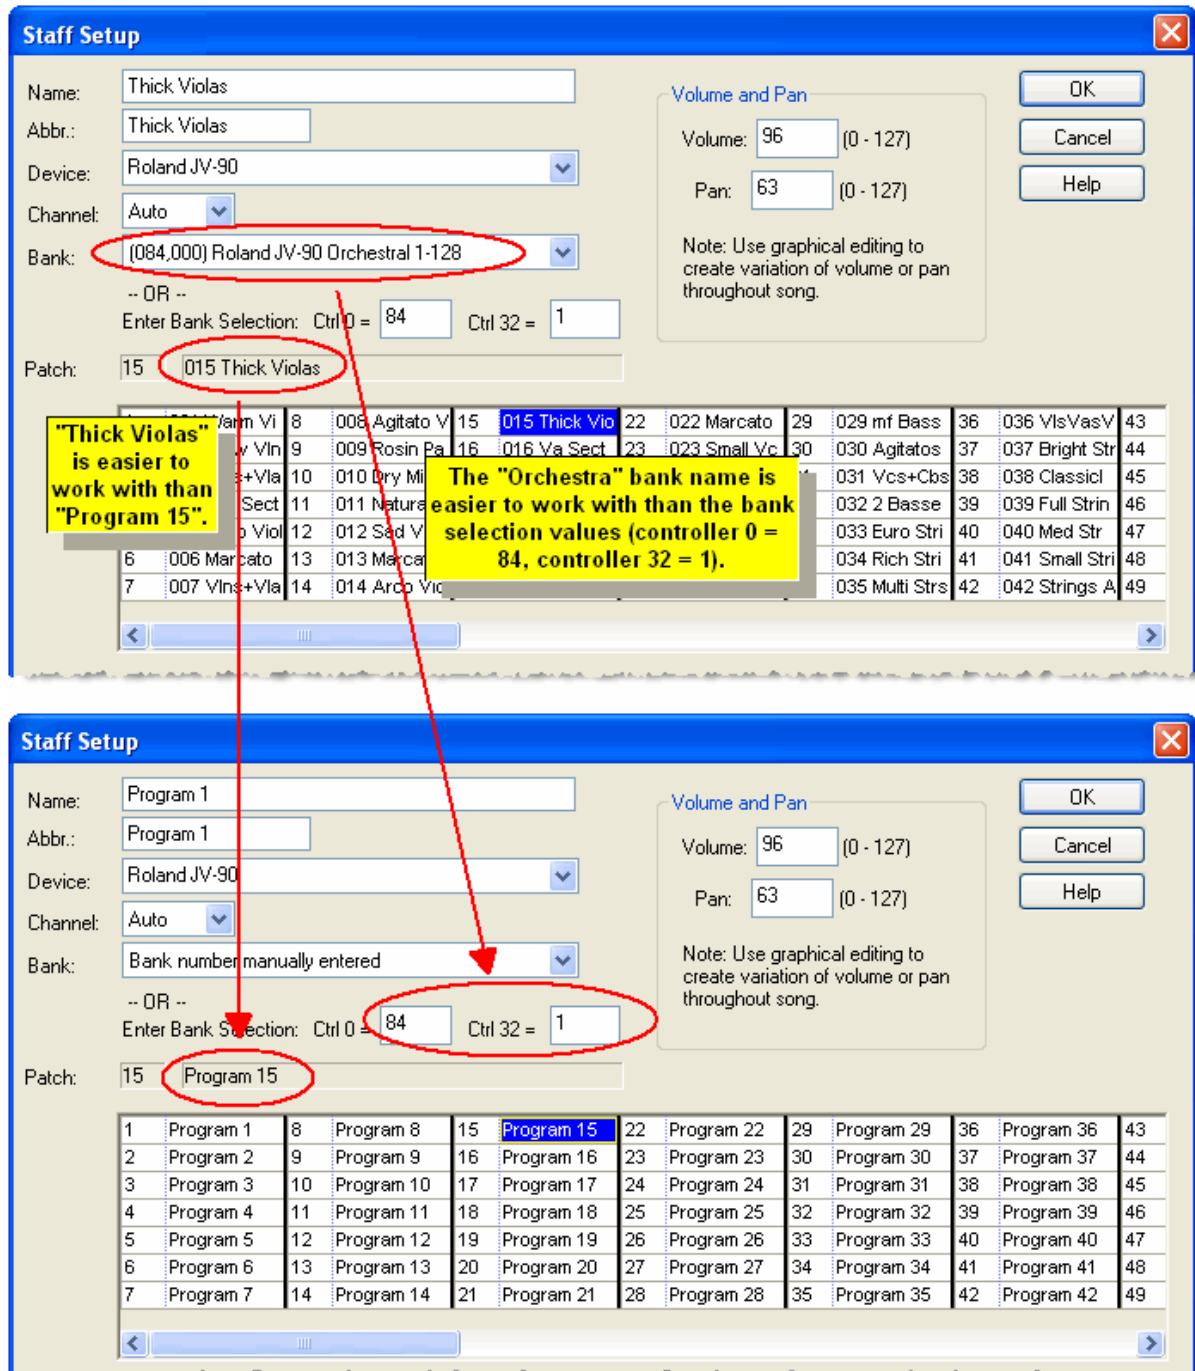 Staff Setup
Name: Thick Violas
Abbr.: Thick Violas
Device: Roland JV-90
Channel: Auto
Bank: (084,000) Roland JV-90 Orchestral 1-128
-- OR --
Enter Bank Selection: Ctrl 0 = 84 Ctrl 32 = 1
Patch: 15 015 Thick Violas
Volume and Pan
Volume: 96 (0 - 127)
Pan: 63 (0 - 127)
Note: Use graphical editing to
create variation of volume or pan
throughout song.
OK
Cancel
Help
"Thick Violas"
is easier to
work with than
"Program 15".
The "Orchestra" bank name is
easier to work with than the bank
selection values (controller 0 =
84, controller 32 = 1).
Warm Vi 8 008 Agitato V 15 015 Thick Vio 22 022 Marcato 29 029 mf Bass 36 036 VlsVasV 43
Vln 9 009 Rosin Pa 16 016 Va Sect 23 023 Small Vc 30 030 Agitatos 37 037 Bright Str 44
s+Vla 10 010 Dry Mi 031 Vcs+Cbs 38 038 Classicl 45
Sect 11 011 Natura 032 2 Basse 39 039 Full Strin 46
Viol 12 012 Sad V 033 Euro Stri 40 040 Med Str 47
6 006 Marcato 13 013 Marca 034 Rich Stri 41 041 Small Stri 48
7 007 Vlns+Vla 14 014 Arco Vio 035 Multi Strs 42 042 Strings A 49
Staff Setup
Name: Program 1
Abbr.: Program 1
Device: Roland JV-90
Channel: Auto
Bank: Bank number manually entered
-- OR --
Enter Bank Selection: Ctrl 0 = 84 Ctrl 32 = 1
Patch: 15 Program 15
Volume and Pan
Volume: 96 (0 - 127)
Pan: 63 (0 - 127)
Note: Use graphical editing to
create variation of volume or pan
throughout song.
OK
Cancel
Help
1 Program 1 8 Program 8 15 Program 15 22 Program 22 29 Program 29 36 Program 36 43
2 Program 2 9 Program 9 16 Program 16 23 Program 23 30 Program 30 37 Program 37 44
3 Program 3 10 Program 10 17 Program 17 24 Program 24 31 Program 31 38 Program 38 45
4 Program 4 11 Program 11 18 Program 18 25 Program 25 32 Program 32 39 Program 39 46
5 Program 5 12 Program 12 19 Program 19 26 Program 26 33 Program 33 40 Program 40 47
6 Program 6 13 Program 13 20 Program 20 27 Program 27 34 Program 34 41 Program 41 48
7 Program 7 14 Program 14 21 Program 21 28 Program 28 35 Program 35 42 Program 42 49